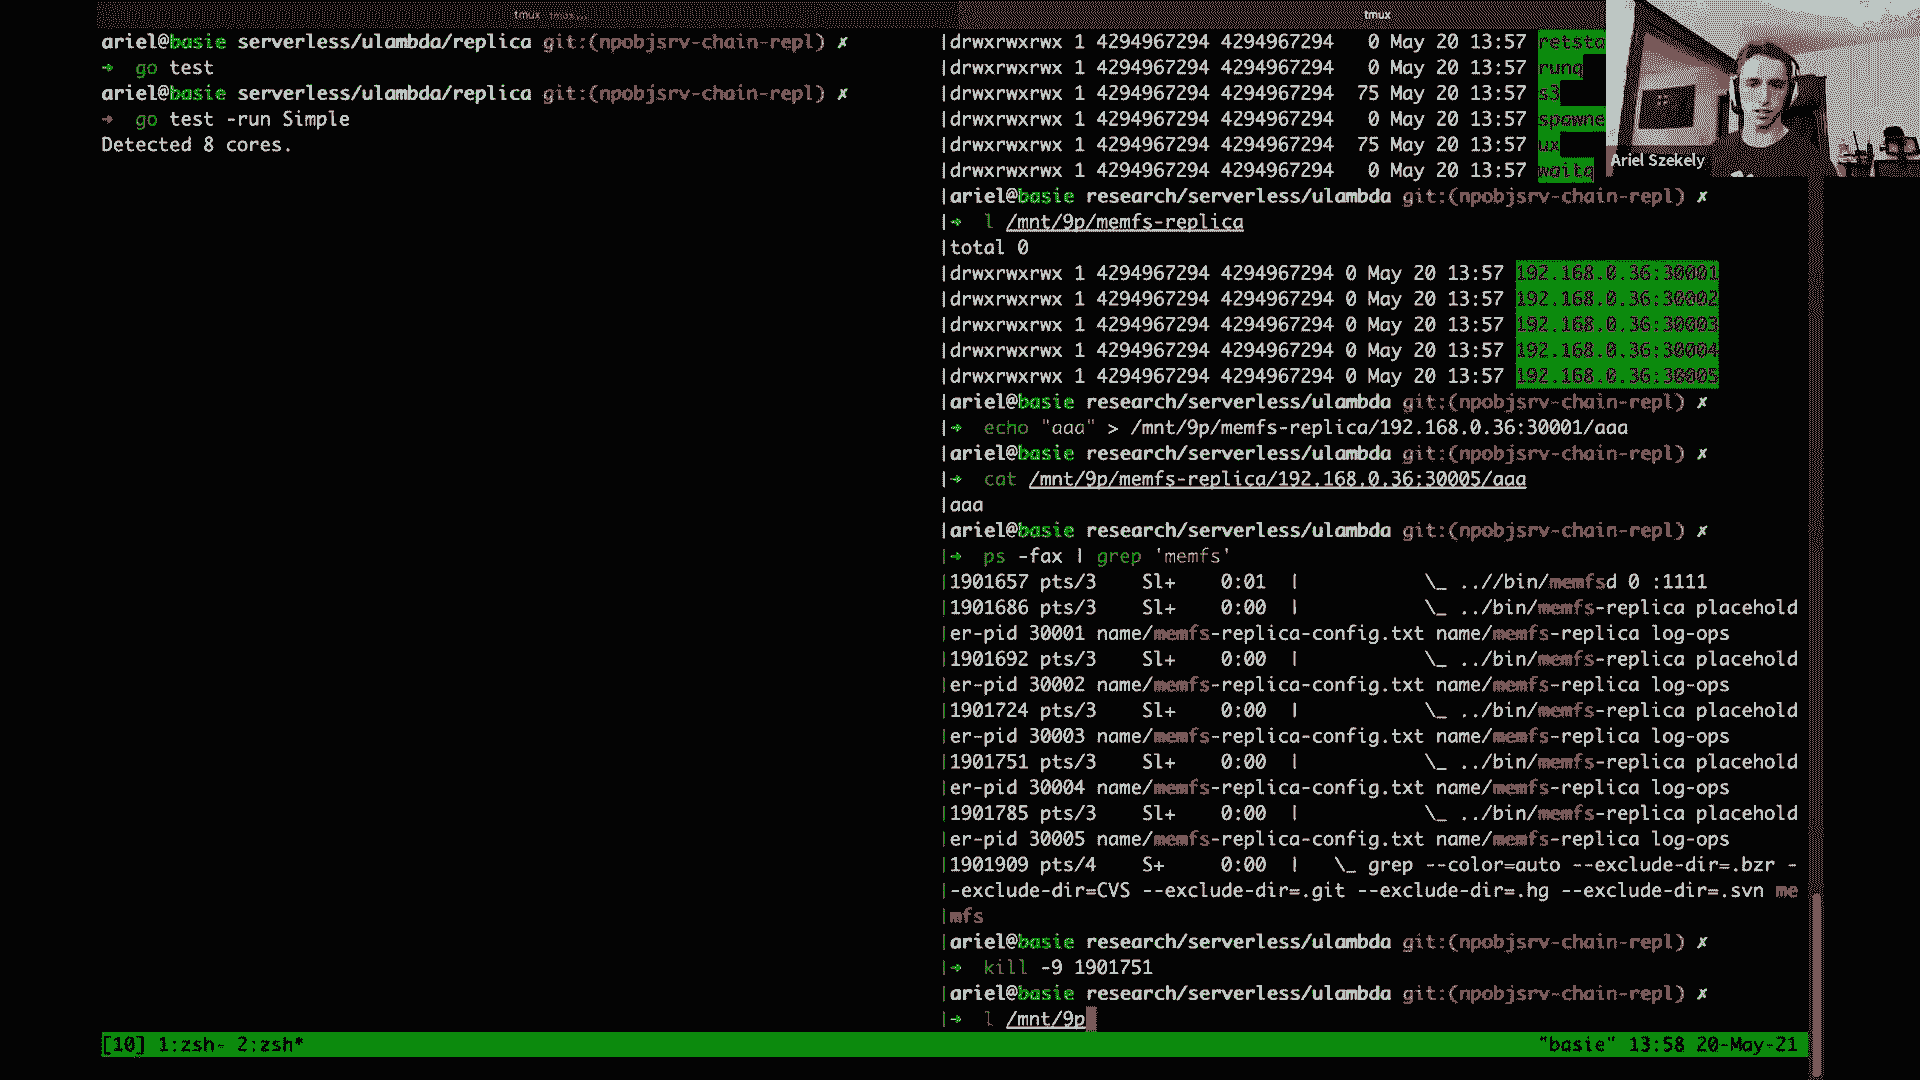 tmux tmux...
tmux
ariel@basie serverless/ulambda/replica git:(npobjsrv-chain-repl) ✗
➜ go test
ariel@basie serverless/ulambda/replica git:(npobjsrv-chain-repl) ✗
➜ go test -run Simple
Detected 8 cores.
|drwxrwxrwx 1 4294967294 4294967294 0 May 20 13:57 retsta
|drwxrwxrwx 1 4294967294 4294967294 0 May 20 13:57 runq
|drwxrwxrwx 1 4294967294 4294967294 75 May 20 13:57 s3
|drwxrwxrwx 1 4294967294 4294967294 0 May 20 13:57 spawne
|drwxrwxrwx 1 4294967294 4294967294 75 May 20 13:57 ux
|drwxrwxrwx 1 4294967294 4294967294 0 May 20 13:57 waitq
Ariel Szekely
|ariel@basie research/serverless/ulambda git:(npobjsrv-chain-repl) ✗
|➜ l /mnt/9p/memfs-replica
|total 0
|drwxrwxrwx 1 4294967294 4294967294 0 May 20 13:57 192.168.0.36:30001
|drwxrwxrwx 1 4294967294 4294967294 0 May 20 13:57 192.168.0.36:30002
|drwxrwxrwx 1 4294967294 4294967294 0 May 20 13:57 192.168.0.36:30003
|drwxrwxrwx 1 4294967294 4294967294 0 May 20 13:57 192.168.0.36:30004
|drwxrwxrwx 1 4294967294 4294967294 0 May 20 13:57 192.168.0.36:30005
|ariel@basie research/serverless/ulambda git:(npobjsrv-chain-repl) ✗
|➜ echo "aaa" > /mnt/9p/memfs-replica/192.168.0.36:30001/aaa
|ariel@basie research/serverless/ulambda git:(npobjsrv-chain-repl) ✗
|➜ cat /mnt/9p/memfs-replica/192.168.0.36:30005/aaa
|aaa
|ariel@basie research/serverless/ulambda git:(npobjsrv-chain-repl) ✗
|➜ ps -fax | grep 'memfs'
|1901657 pts/3 Sl+ 0:01 | \_ ..//bin/memfsd 0 :1111
|1901686 pts/3 Sl+ 0:00 | \_ ../bin/memfs-replica placehold
|er-pid 30001 name/memfs-replica-config.txt name/memfs-replica log-ops
|1901692 pts/3 Sl+ 0:00 | \_ ../bin/memfs-replica placehold
|er-pid 30002 name/memfs-replica-config.txt name/memfs-replica log-ops
|1901724 pts/3 Sl+ 0:00 | \_ ../bin/memfs-replica placehold
|er-pid 30003 name/memfs-replica-config.txt name/memfs-replica log-ops
|1901751 pts/3 Sl+ 0:00 | \_ ../bin/memfs-replica placehold
|er-pid 30004 name/memfs-replica-config.txt name/memfs-replica log-ops
|1901785 pts/3 Sl+ 0:00 | \_ ../bin/memfs-replica placehold
|er-pid 30005 name/memfs-replica-config.txt name/memfs-replica log-ops
|1901909 pts/4 S+ 0:00 | \_ grep --color=auto --exclude-dir=.bzr -
|-exclude-dir=CVS --exclude-dir=.git --exclude-dir=.hg --exclude-dir=.svn me
|mfs
|ariel@basie research/serverless/ulambda git:(npobjsrv-chain-repl) ✗
|➜ kill -9 1901751
|ariel@basie research/serverless/ulambda git:(npobjsrv-chain-repl) ✗
|➜ l /mnt/9p
[10] 1:zsh- 2:zsh*
"basie" 13:58 20-May-21